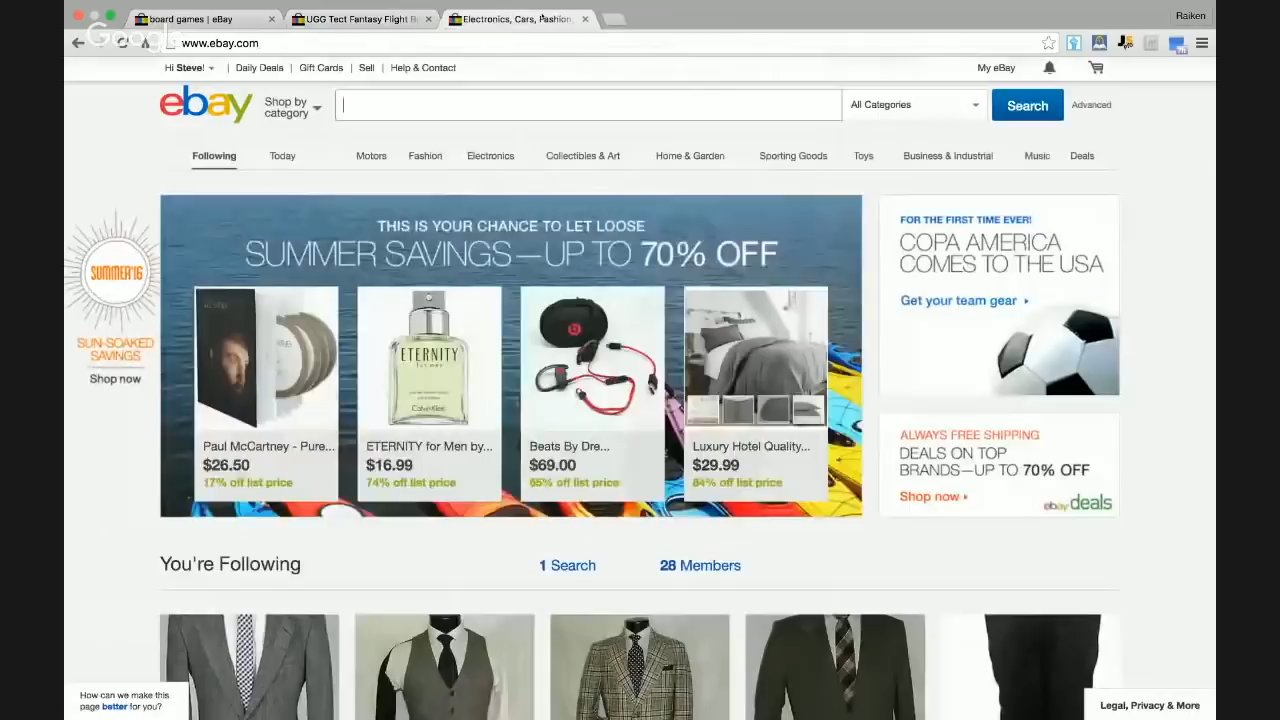 board games | eBay
UGG Tect Fantasy Flight B
Electronics, Cars, Fashion,
Raiken
Google
www.ebay.com
Hi Steve!
Daily Deals
Gift Cards
Sell
Help & Contact
My eBay
ebay
Shop by
category
All Categories
Search
Advanced
Following
Today
Motors
Fashion
Electronics
Collectibles & Art
Home & Garden
Sporting Goods
Toys
Business & Industrial
Music
Deals
SUMMER'16
SUN-SOAKED
SAVINGS
Shop now
THIS IS YOUR CHANCE TO LET LOOSE
SUMMER SAVINGS—UP TO 70% OFF
ETERNITY
for men
Calvin Klein
Paul McCartney - Pure...
$26.50
17% off list price
ETERNITY for Men by...
$16.99
74% off list price
Beats By Dre...
$69.00
65% off list price
Luxury Hotel Quality...
$29.99
84% off list price
FOR THE FIRST TIME EVER!
COPA AMERICA
COMES TO THE USA
Get your team gear
ALWAYS FREE SHIPPING
DEALS ON TOP
BRANDS—UP TO 70% OFF
Shop now
ebay deals
You're Following
1 Search
28 Members
How can we make this
page better for you?
Legal, Privacy & More